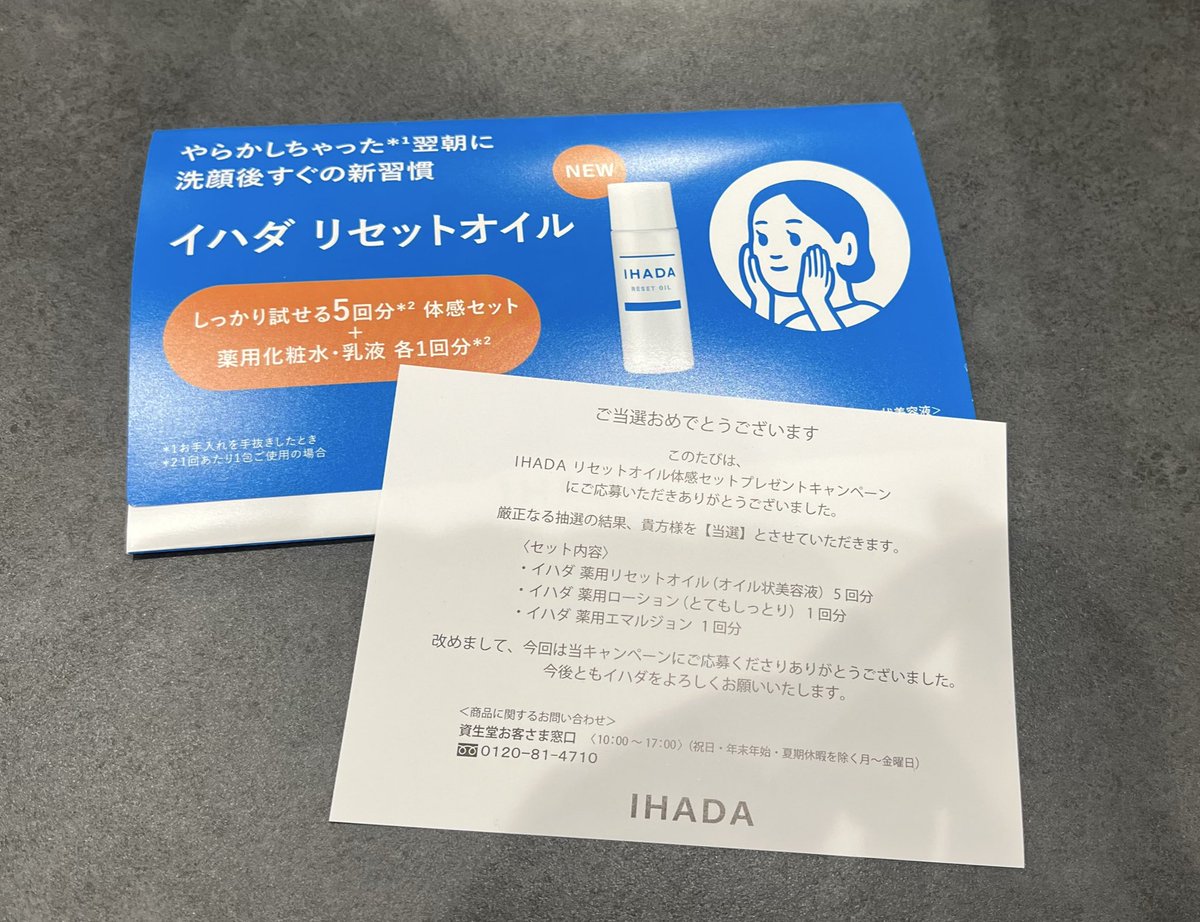 やらかしちゃった*¹翌朝に
洗顔後すぐの新習慣
イハダ リセットオイル
NEW
IHADA
RESET OIL
しっかり試せる5回分*² 体感セット
+
薬用化粧水・乳液 各1回分*²
*1お手入れを手抜きしたとき
*2 1回あたり1包ご使用の場合
状美容液>
ご当選おめでとうございます
このたびは、
IHADA リセットオイル体感セットプレゼントキャンペーン
にご応募いただきありがとうございました。
厳正なる抽選の結果、貴方様を【当選】とさせていただきます。
〈セット内容〉
・イハダ 薬用リセットオイル（オイル状美容液）5回分
・イハダ 薬用ローション（とてもしっとり）1回分
・イハダ 薬用エマルジョン 1回分
改めまして、今回は当キャンペーンにご応募くださりありがとうございました。
今後ともイハダをよろしくお願いいたします。
＜商品に関するお問い合わせ＞
資生堂お客さま窓口 〈10:00～17:00〉（祝日・年末年始・夏期休暇を除く月～金曜日）
0120-81-4710
IHADA